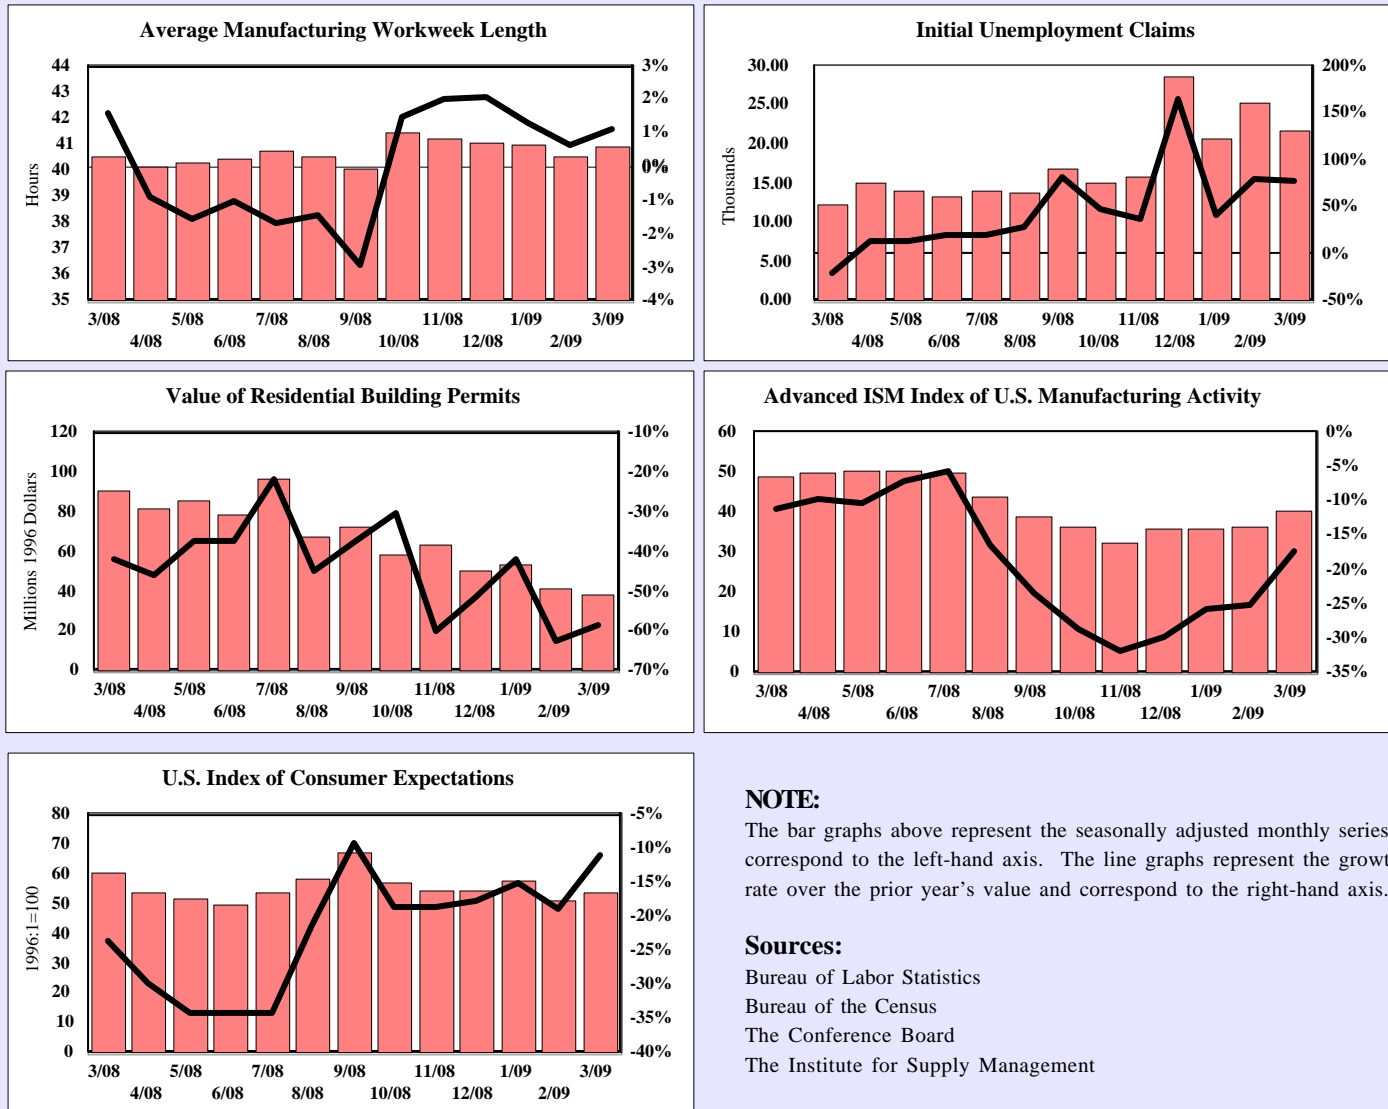 Average Manufacturing Workweek Length
44
43
42
41
40
39
38
37
36
35
Hours
3%
2%
1%
0%
-1%
-2%
-3%
-4%
3/08 5/08 7/08 9/08 11/08 1/09 3/09
4/08 6/08 8/08 10/08 12/08 2/09
Initial Unemployment Claims
30.00
25.00
20.00
15.00
10.00
5.00
0.00
Thousands
200%
150%
100%
50%
0%
-50%
3/08 5/08 7/08 9/08 11/08 1/09 3/09
4/08 6/08 8/08 10/08 12/08 2/09
Value of Residential Building Permits
120
100
80
60
40
20
0
Millions 1996 Dollars
-10%
-20%
-30%
-40%
-50%
-60%
-70%
3/08 5/08 7/08 9/08 11/08 1/09 3/09
4/08 6/08 8/08 10/08 12/08 2/09
Advanced ISM Index of U.S. Manufacturing Activity
60
50
40
30
20
10
0
0%
-5%
-10%
-15%
-20%
-25%
-30%
-35%
3/08 5/08 7/08 9/08 11/08 1/09 3/09
4/08 6/08 8/08 10/08 12/08 2/09
U.S. Index of Consumer Expectations
80
70
60
50
40
30
20
10
0
1996:1=100
-5%
-10%
-15%
-20%
-25%
-30%
-35%
-40%
3/08 5/08 7/08 9/08 11/08 1/09 3/09
4/08 6/08 8/08 10/08 12/08 2/09
NOTE:
The bar graphs above represent the seasonally adjusted monthly series
correspond to the left-hand axis. The line graphs represent the growt
rate over the prior year's value and correspond to the right-hand axis.
Sources:
Bureau of Labor Statistics
Bureau of the Census
The Conference Board
The Institute for Supply Management